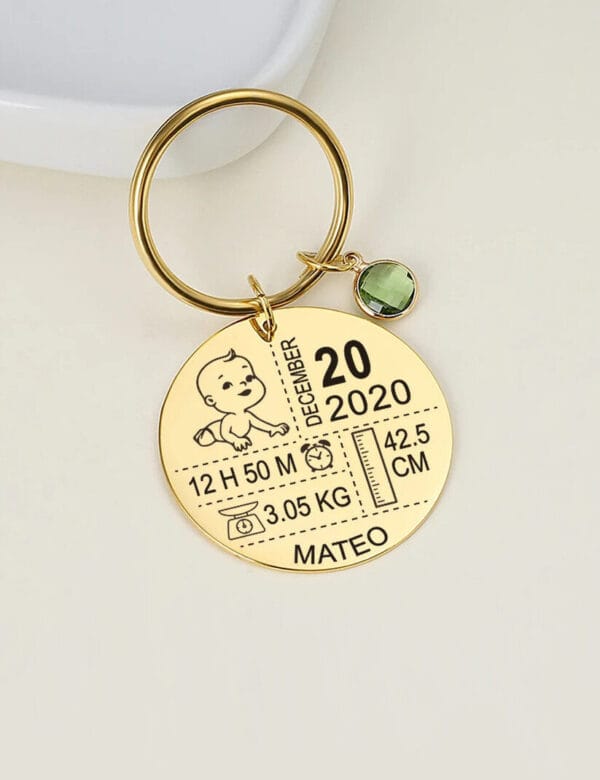 DECEMBER
20
2020
12 H 50 M
42.5
CM
3.05 KG
MATEO